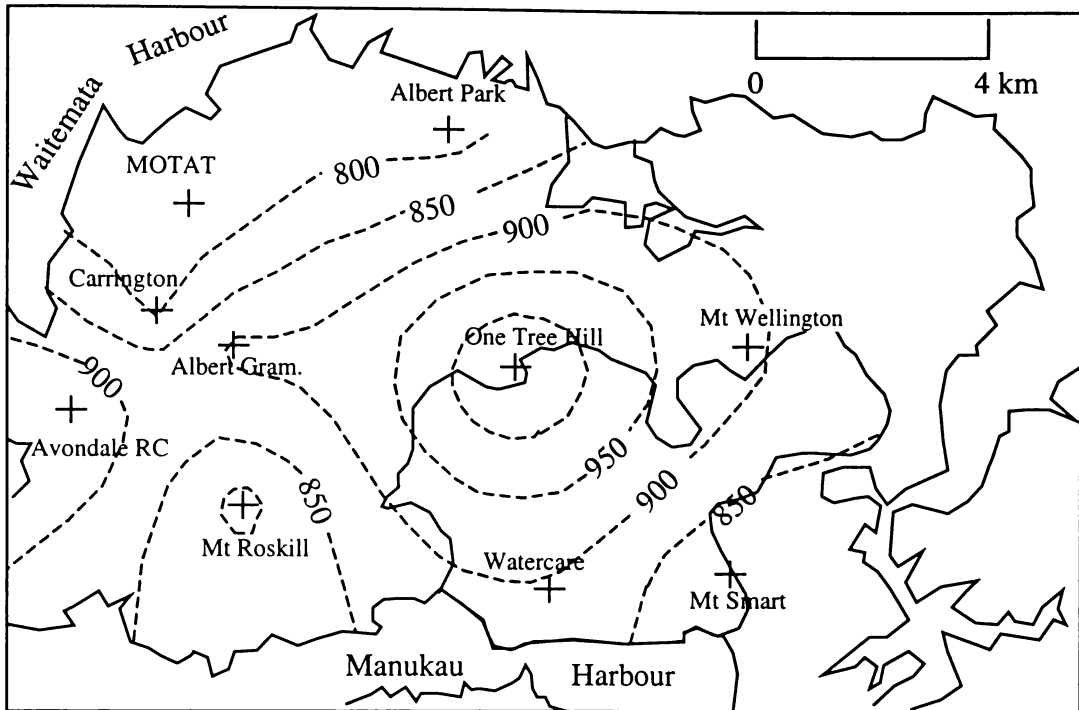 Waitemata Harbour
0 4 km
Albert Park
800
MOTAT
850
900
Carrington
Mt Wellington
One Tree Hill
Albert Gram.
900
Avondale RC
950
900
850
850
Mt Roskill
Watercare
Mt Smart
Manukau Harbour